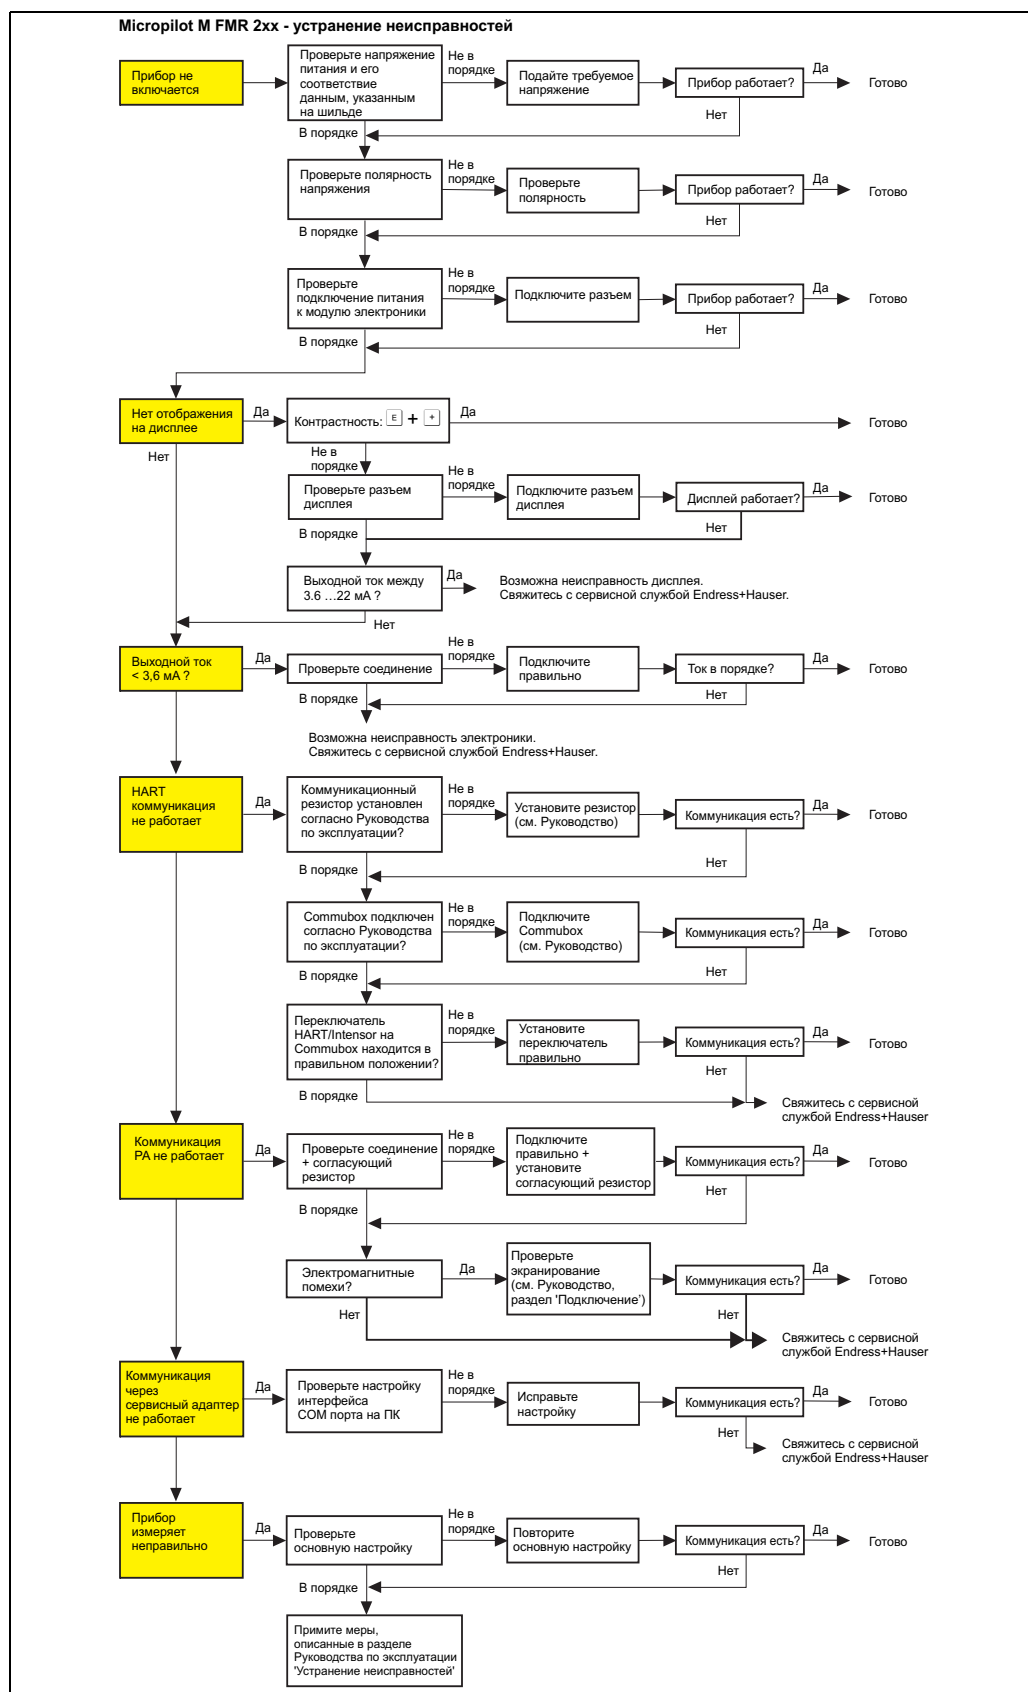 Micropilot M FMR 2xx - устранение неисправностей
Прибор не
включается
Проверьте напряжение
питания и его
соответствие
данным, указанным
на шильде
Не в
порядке
Подайте требуемое
напряжение
Прибор работает?
Да
Готово
Нет
В порядке
Проверьте полярность
напряжения
Не в
порядке
Проверьте
полярность
Прибор работает?
Да
Готово
Нет
В порядке
Проверьте
подключение питания
к модулю электроники
Не в
порядке
Подключите разъем
Прибор работает?
Да
Готово
Нет
В порядке
Нет отображения
на дисплее
Да
Контрастность: E + +
Да
Готово
Нет
Не в
порядке
Проверьте разъем
дисплея
Не в
порядке
Подключите разъем
дисплея
Дисплей работает?
Да
Готово
Нет
В порядке
Выходной ток между
3.6 ...22 мА ?
Да
Возможна неисправность дисплея.
Свяжитесь с сервисной службой Endress+Hauser.
Нет
Выходной ток
< 3,6 мА ?
Да
Проверьте соединение
Не в
порядке
Подключите
правильно
Ток в порядке?
Да
Готово
Нет
В порядке
Возможна неисправность электроники.
Свяжитесь с сервисной службой Endress+Hauser.
HART
коммуникация
не работает
Да
Коммуникационный
резистор установлен
согласно Руководства
по эксплуатации?
Не в
порядке
Установите резистор
(см. Руководство)
Коммуникация есть?
Да
Готово
Нет
В порядке
Commubox подключен
согласно Руководства
по эксплуатации?
Не в
порядке
Подключите
Commubox
(см. Руководство)
Коммуникация есть?
Да
Готово
Нет
В порядке
Переключатель
HART/Intensor на
Commubox находится в
правильном положении?
Не в
порядке
Установите
переключатель
правильно
Коммуникация есть?
Да
Готово
Нет
В порядке
Свяжитесь с сервисной
службой Endress+Hauser
Коммуникация
PA не работает
Да
Проверьте соединение
+ согласующий
резистор
Не в
порядке
Подключите
правильно +
установите
согласующий резистор
Коммуникация есть?
Да
Готово
Нет
В порядке
Электромагнитные
помехи?
Да
Проверьте
экранирование
(см. Руководство,
раздел 'Подключение')
Коммуникация есть?
Да
Готово
Нет
Нет
Свяжитесь с сервисной
службой Endress+Hauser
Коммуникация
через
сервисный адаптер
не работает
Да
Проверьте настройку
интерфейса
COM порта на ПК
Не в
порядке
Исправьте
настройку
Коммуникация есть?
Да
Готово
Нет
Свяжитесь с сервисной
службой Endress+Hauser
Прибор
измеряет
неправильно
Да
Проверьте
основную настройку
Не в
порядке
Повторите
основную настройку
Коммуникация есть?
Да
Готово
Нет
В порядке
Примите меры,
описанные в разделе
Руководства по эксплуатации
'Устранение неисправностей'